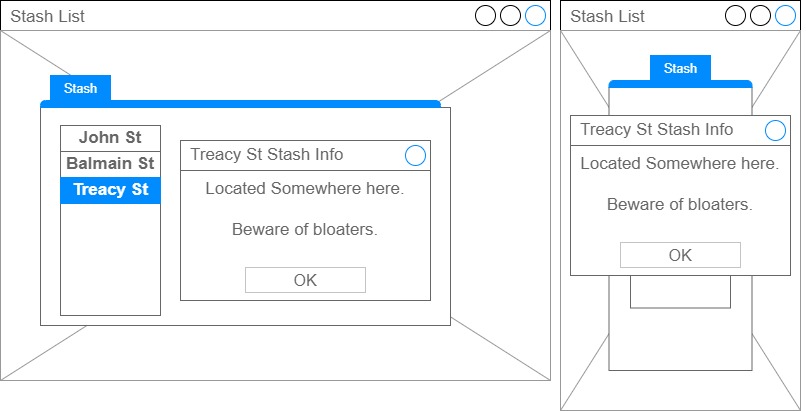 Stash List
Stash
John St
Balmain St
Treacy St
Treacy St Stash Info
Located Somewhere here.
Beware of bloaters.
OK
Stash List
Stash
Treacy St Stash Info
Located Somewhere here.
Beware of bloaters.
OK